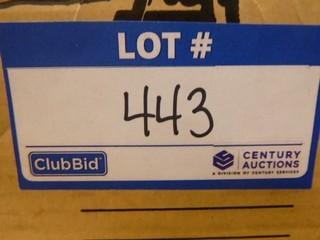 LOT #
443
ClubBid
CENTURY
AUCTIONS
A DIVISION OF CENTURY SERVICES